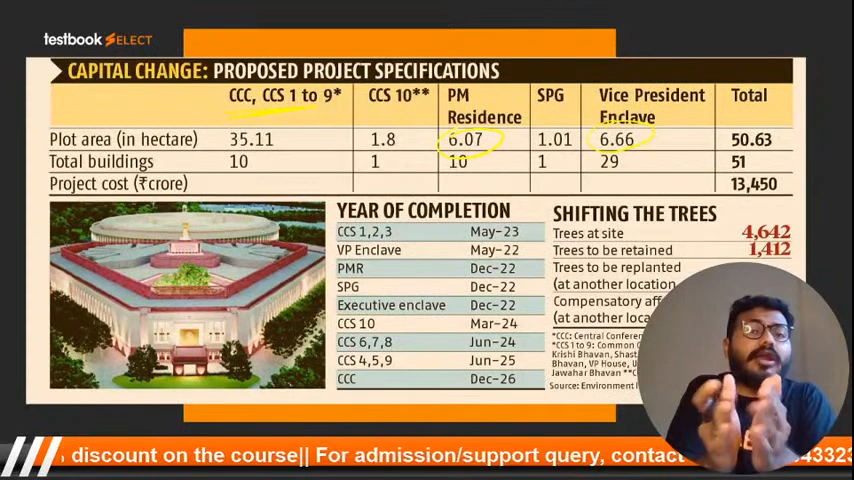 testbook SELECT
CAPITAL CHANGE: PROPOSED PROJECT SPECIFICATIONS
CCC, CCS 1 to 9* CCS 10** PM Residence SPG Vice President Enclave Total
Plot area (in hectare) 35.11 1.8 6.07 1.01 6.66 50.63
Total buildings 10 1 10 1 29 51
Project cost (₹crore) 13,450
YEAR OF COMPLETION
CCS 1,2,3 May-23
VP Enclave May-22
PMR Dec-22
SPG Dec-22
Executive enclave Dec-22
CCS 10 Mar-24
CCS 6,7,8 Jun-24
CCS 4,5,9 Jun-25
CCC Dec-26
SHIFTING THE TREES
Trees at site 4,642
Trees to be retained 1,412
Trees to be replanted
(at another location
Compensatory
(at another
*CCC: Central
*CCS 1 to 9: Common
Krishi Bhavan,
Bhavan, VP House,
Jawahar Bhavan
Source: Environment
discount on the course|| For admission/support query, contact